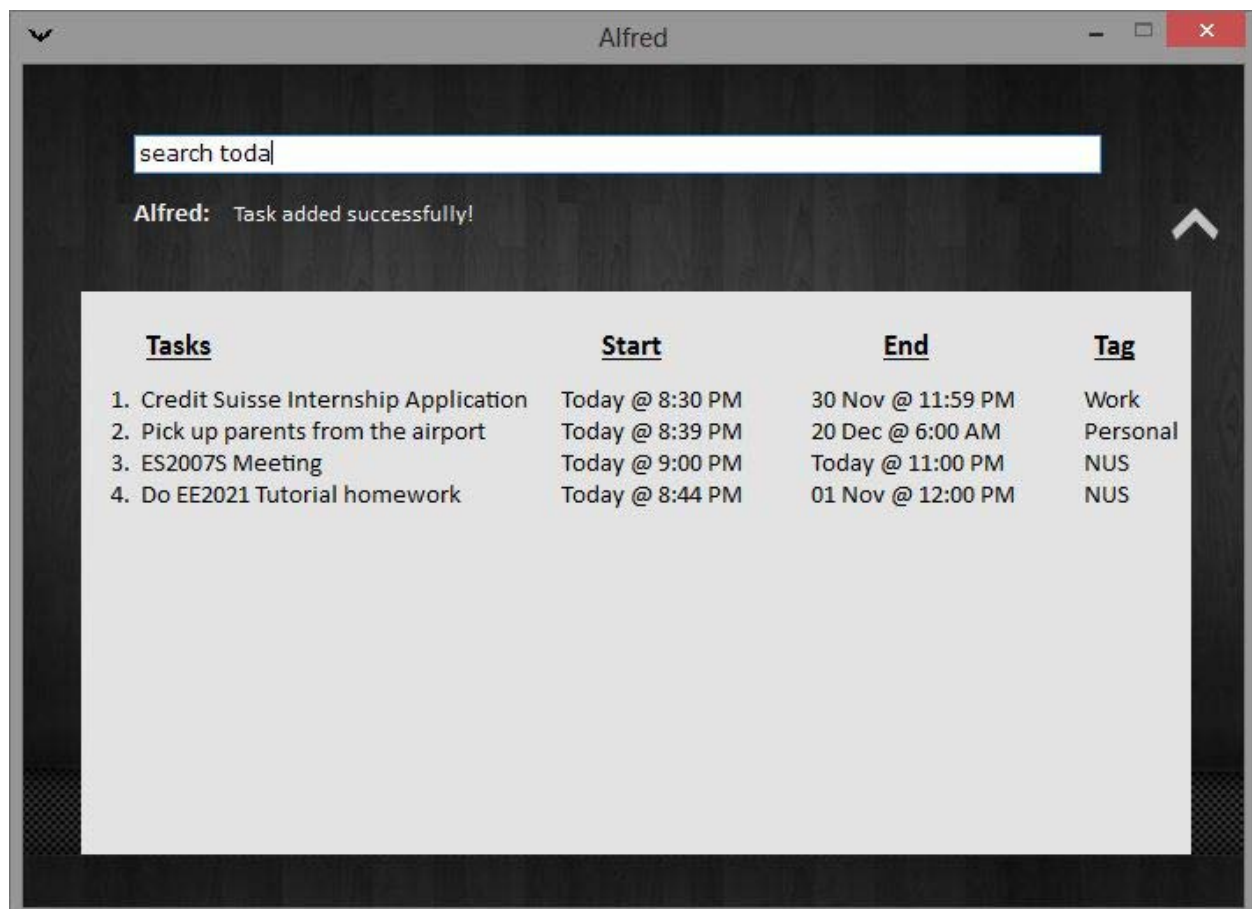 Alfred
search toda
Alfred: Task added successfully!
Tasks Start End Tag
1. Credit Suisse Internship Application Today @ 8:30 PM 30 Nov @ 11:59 PM Work
2. Pick up parents from the airport Today @ 8:39 PM 20 Dec @ 6:00 AM Personal
3. ES2007S Meeting Today @ 9:00 PM Today @ 11:00 PM NUS
4. Do EE2021 Tutorial homework Today @ 8:44 PM 01 Nov @ 12:00 PM NUS